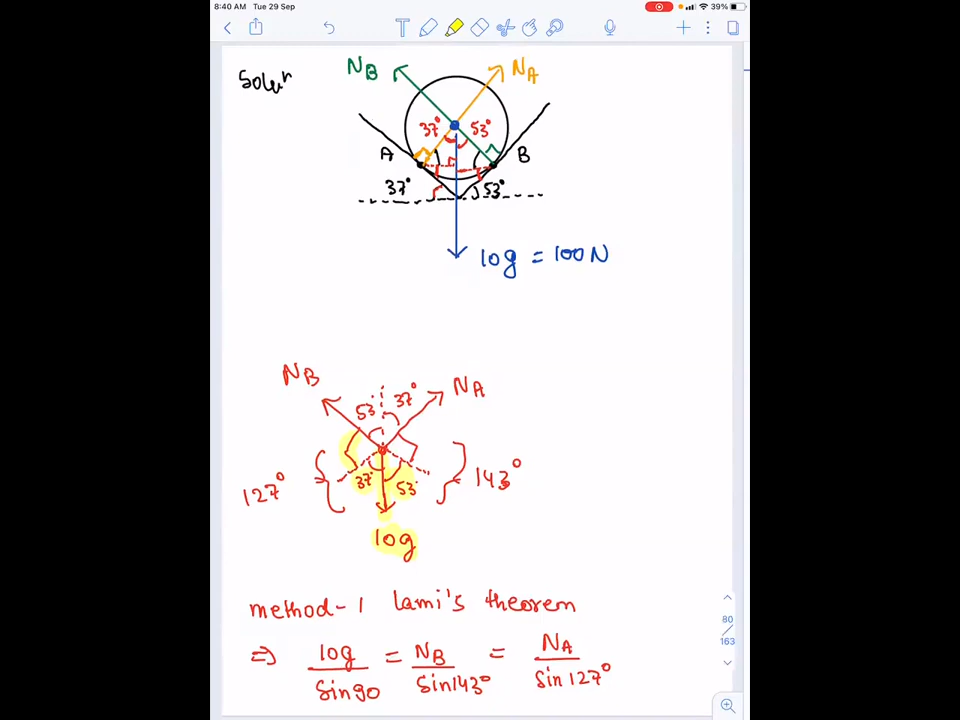 8:40 AM Tue 29 Sep 39%
Soluⁿ
N_B N_A
37° 53°
A B
37° 53°
10g = 100N
N_B N_A
53° 37°
127° 37° 53° 143°
10g
method-1 Lami's theorem
⇒ 10g/sin90 = N_B/sin143° = N_A/sin127°
80
/
163